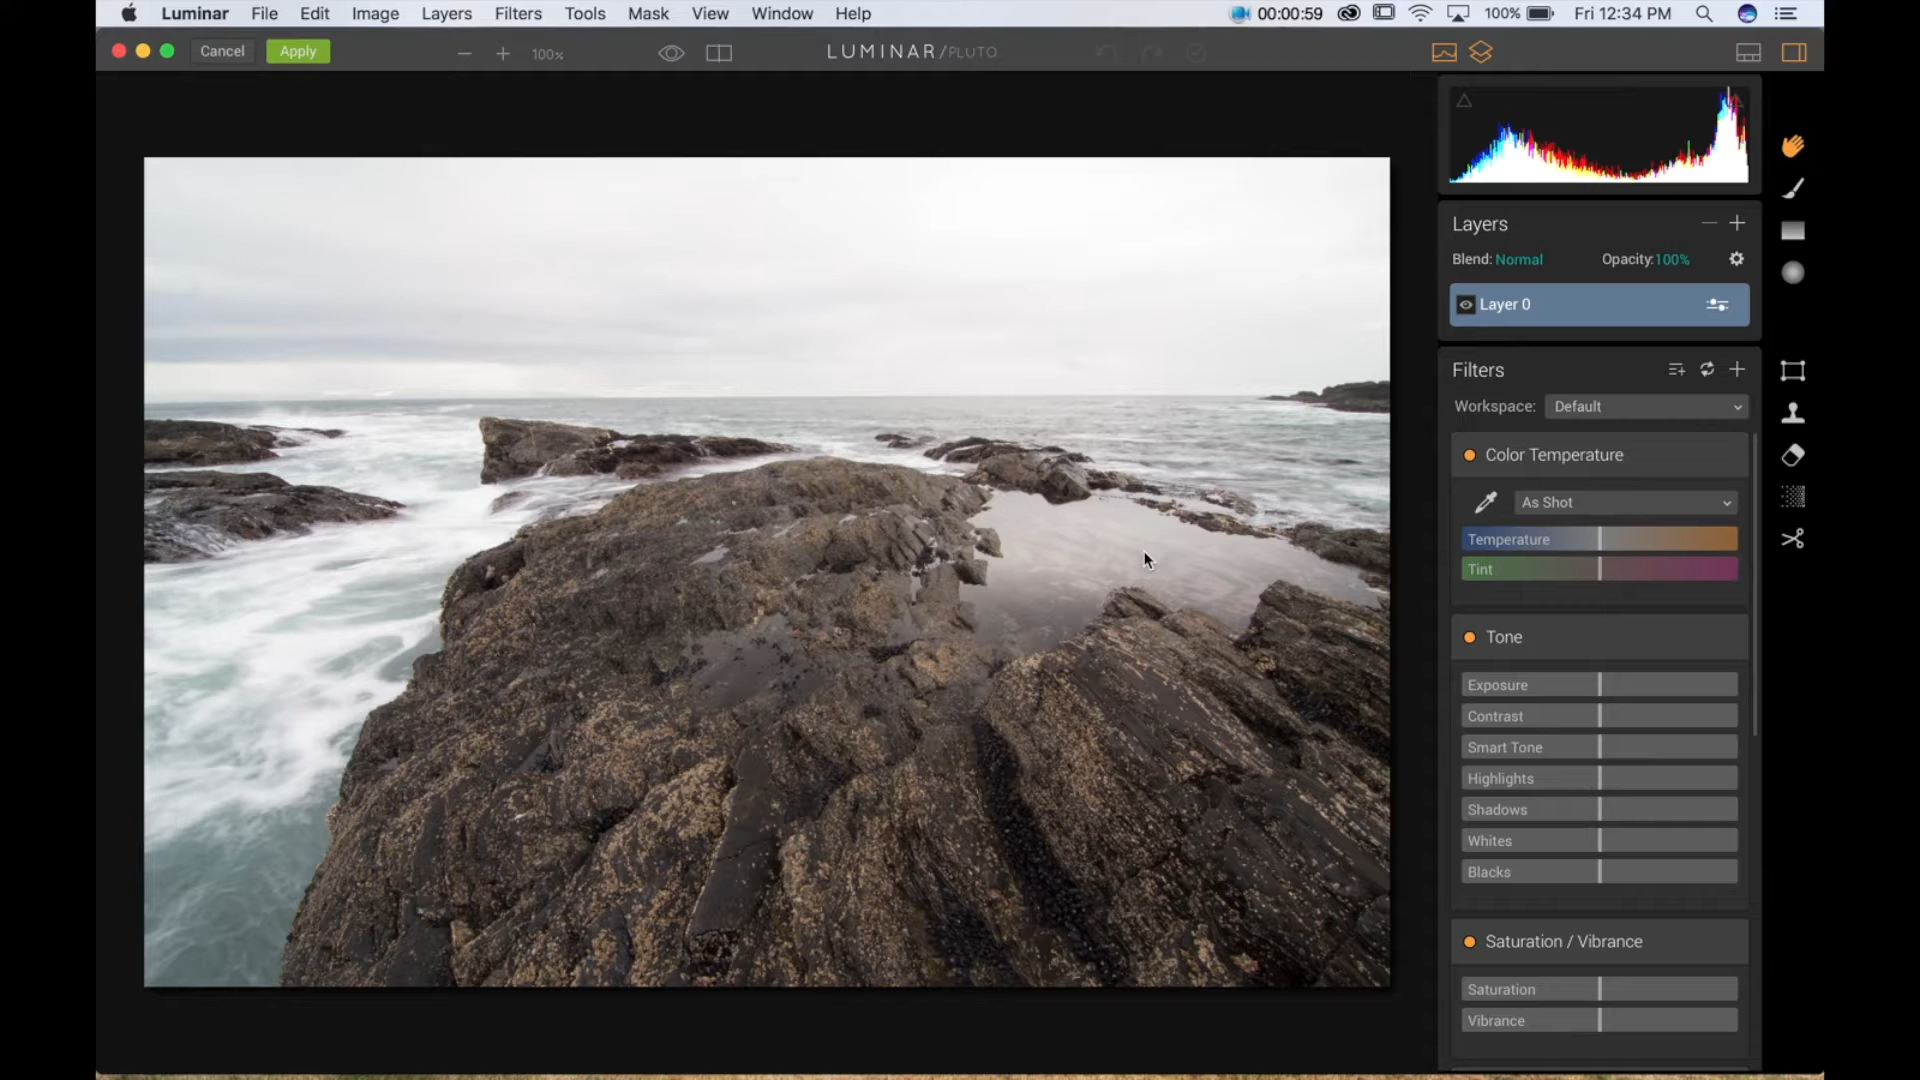 Luminar File Edit Image Layers Filters Tools Mask View Window Help 00:00:59 100% Fri 12:34 PM
Cancel Apply 100% LUMINAR/PLUTO
Layers
Blend: Normal Opacity:100%
Layer 0
Filters
Workspace: Default
Color Temperature
As Shot
Temperature
Tint
Tone
Exposure
Contrast
Smart Tone
Highlights
Shadows
Whites
Blacks
Saturation / Vibrance
Saturation
Vibrance